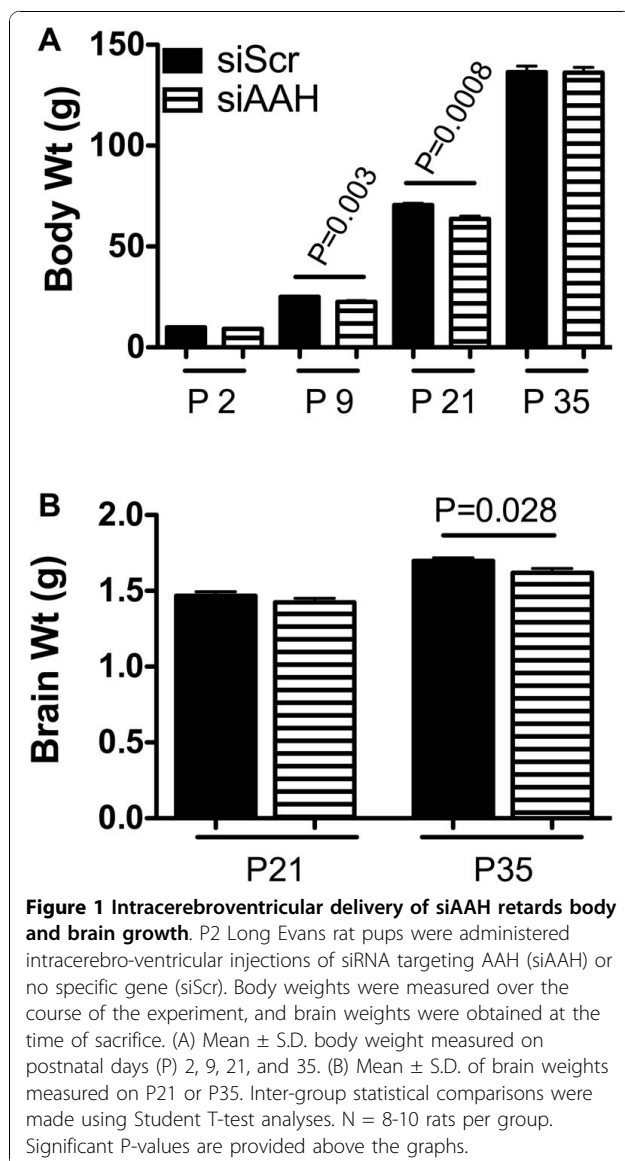 A
siScr
siAAH
Body Wt (g)
150
100
50
0
P=0.003
P=0.0008
P 2
P 9
P 21
P 35
B
Brain Wt (g)
2.0
1.5
1.0
0.5
0.0
P=0.028
P21
P35
Figure 1 Intracerebroventricular delivery of siAAH retards body
and brain growth. P2 Long Evans rat pups were administered
intracerebro-ventricular injections of siRNA targeting AAH (siAAH) or
no specific gene (siScr). Body weights were measured over the
course of the experiment, and brain weights were obtained at the
time of sacrifice. (A) Mean ± S.D. body weight measured on
postnatal days (P) 2, 9, 21, and 35. (B) Mean ± S.D. of brain weights
measured on P21 or P35. Inter-group statistical comparisons were
made using Student T-test analyses. N = 8-10 rats per group.
Significant P-values are provided above the graphs.